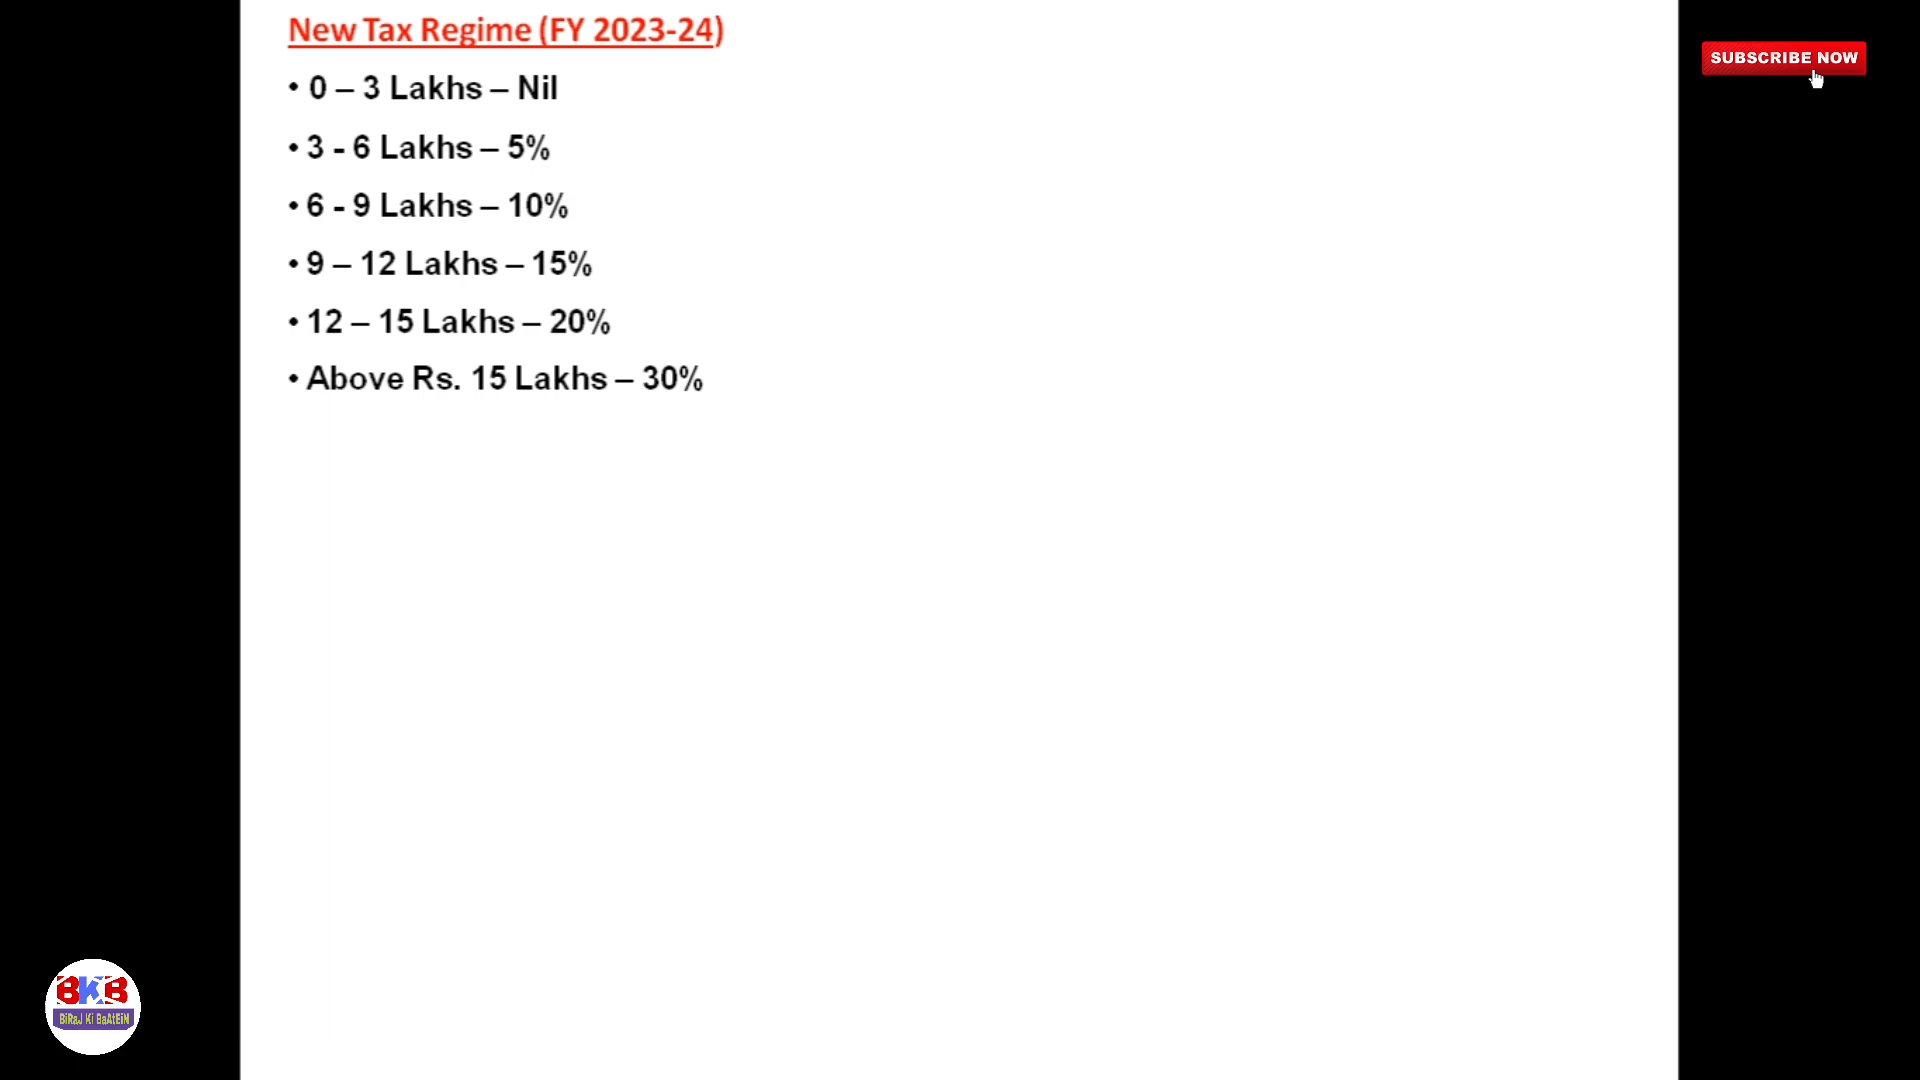 New Tax Regime (FY 2023-24)
SUBSCRIBE NOW
• 0 – 3 Lakhs – Nil
• 3 - 6 Lakhs – 5%
• 6 - 9 Lakhs – 10%
• 9 – 12 Lakhs – 15%
• 12 – 15 Lakhs – 20%
• Above Rs. 15 Lakhs – 30%
BKB
BiRaJ Ki BaAtEiN